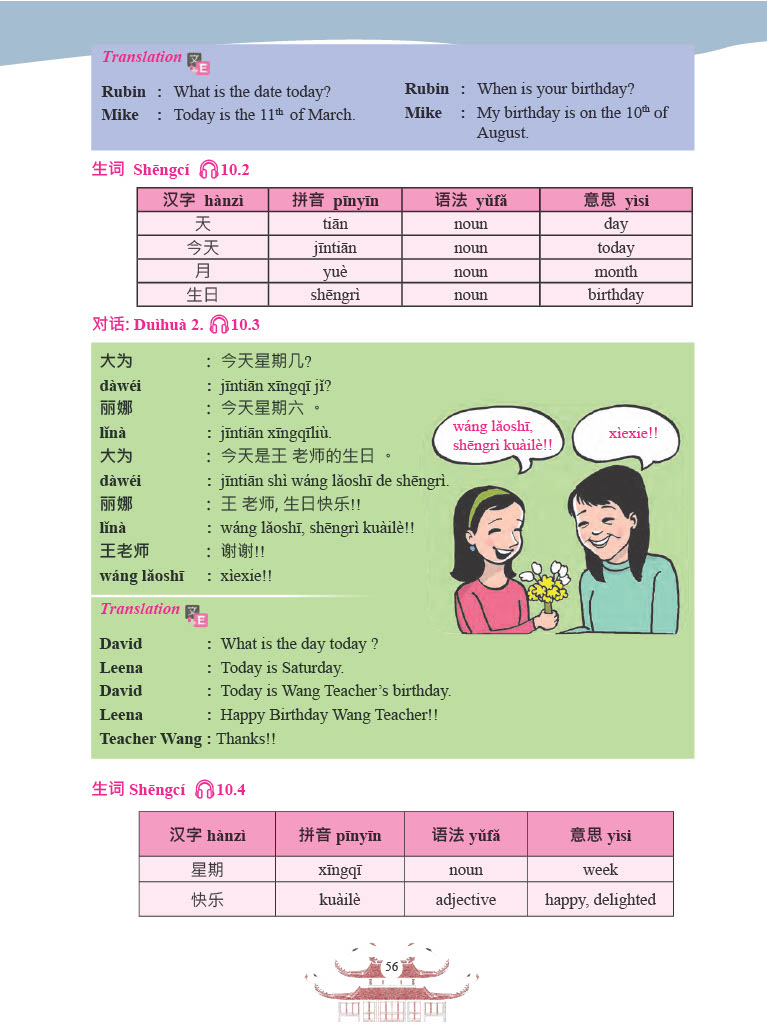 Translation 文 E
Rubin : What is the date today?
Mike : Today is the 11th of March.
Rubin : When is your birthday?
Mike : My birthday is on the 10th of
August.
生词 Shēngcí 10.2
汉字 hànzì 拼音 pīnyīn 语法 yǔfǎ 意思 yìsi
天 tiān noun day
今天 jīntiān noun today
月 yuè noun month
生日 shēngrì noun birthday
对话: Duìhuà 2. 10.3
大为 : 今天星期几?
dàwéi : jīntiān xīngqī jǐ?
丽娜 : 今天星期六 。
lǐnà : jīntiān xīngqīliù.
大为 : 今天是王 老师的生日 。
dàwéi : jīntiān shì wáng lǎoshī de shēngrì.
丽娜 : 王 老师, 生日快乐!!
lǐnà : wáng lǎoshī, shēngrì kuàilè!!
王老师 : 谢谢!!
wáng lǎoshī : xìexie!!
wáng lǎoshī,
shēngrì kuàilè!!
xìexie!!
Translation 文 E
David : What is the day today ?
Leena : Today is Saturday.
David : Today is Wang Teacher's birthday.
Leena : Happy Birthday Wang Teacher!!
Teacher Wang : Thanks!!
生词 Shēngcí 10.4
汉字 hànzì 拼音 pīnyīn 语法 yǔfǎ 意思 yìsi
星期 xīngqī noun week
快乐 kuàilè adjective happy, delighted
56